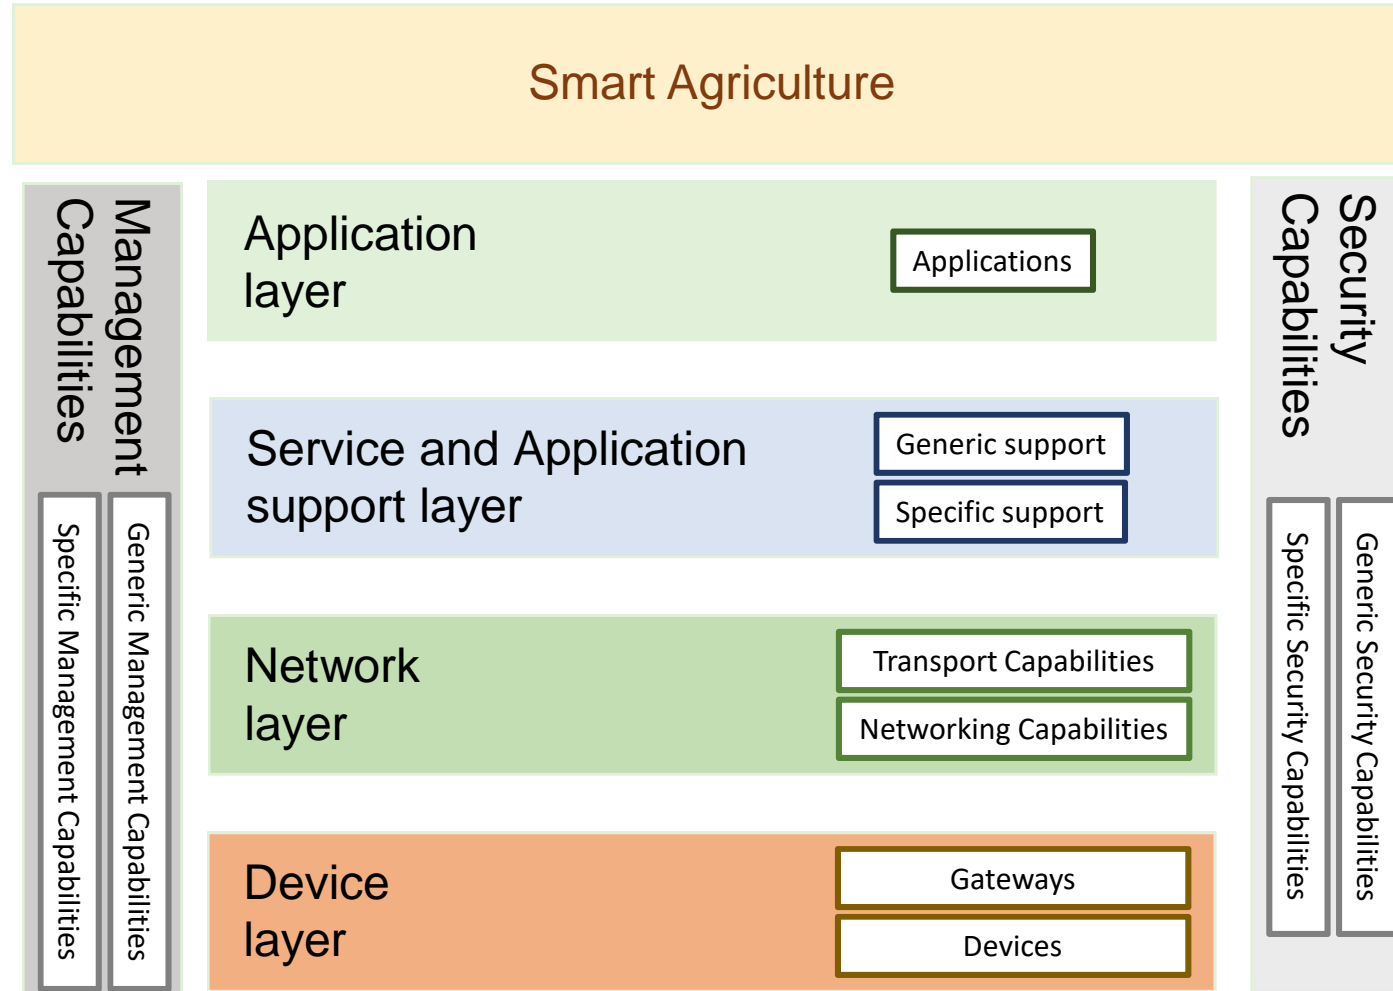 Smart Agriculture
Management
Capabilities
Generic Management Capabilities
Specific Management Capabilities
Application
layer
Applications
Service and Application
support layer
Generic support
Specific support
Network
layer
Transport Capabilities
Networking Capabilities
Device
layer
Gateways
Devices
Security
Capabilities
Generic Security Capabilities
Specific Security Capabilities